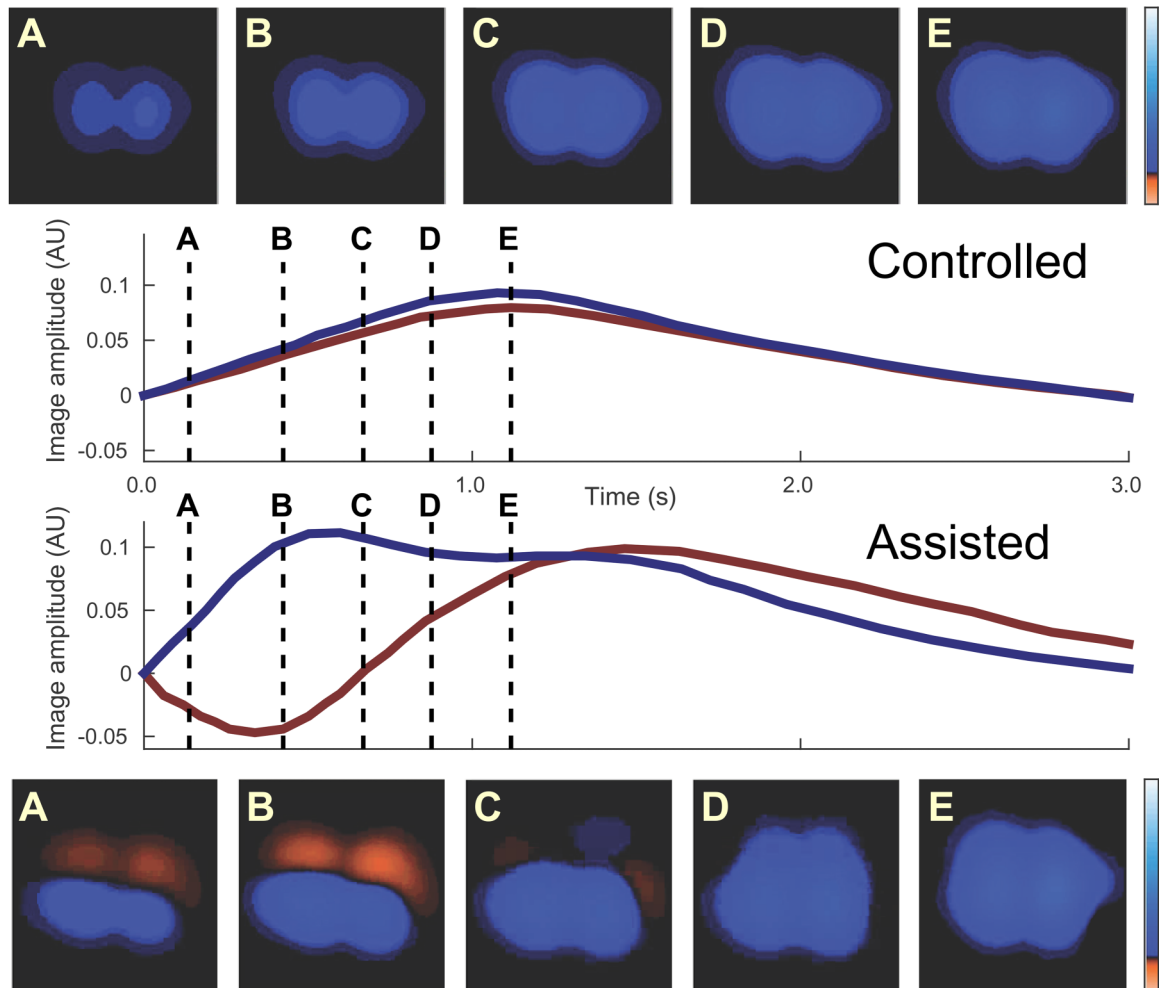 A B C D E
Image amplitude (AU)
0.1
0.05
0
-0.05
A B C D E
Controlled
0.0 1.0 2.0 3.0
Time (s)
Image amplitude (AU)
0.1
0.05
0
-0.05
A B C D E
Assisted
A B C D E